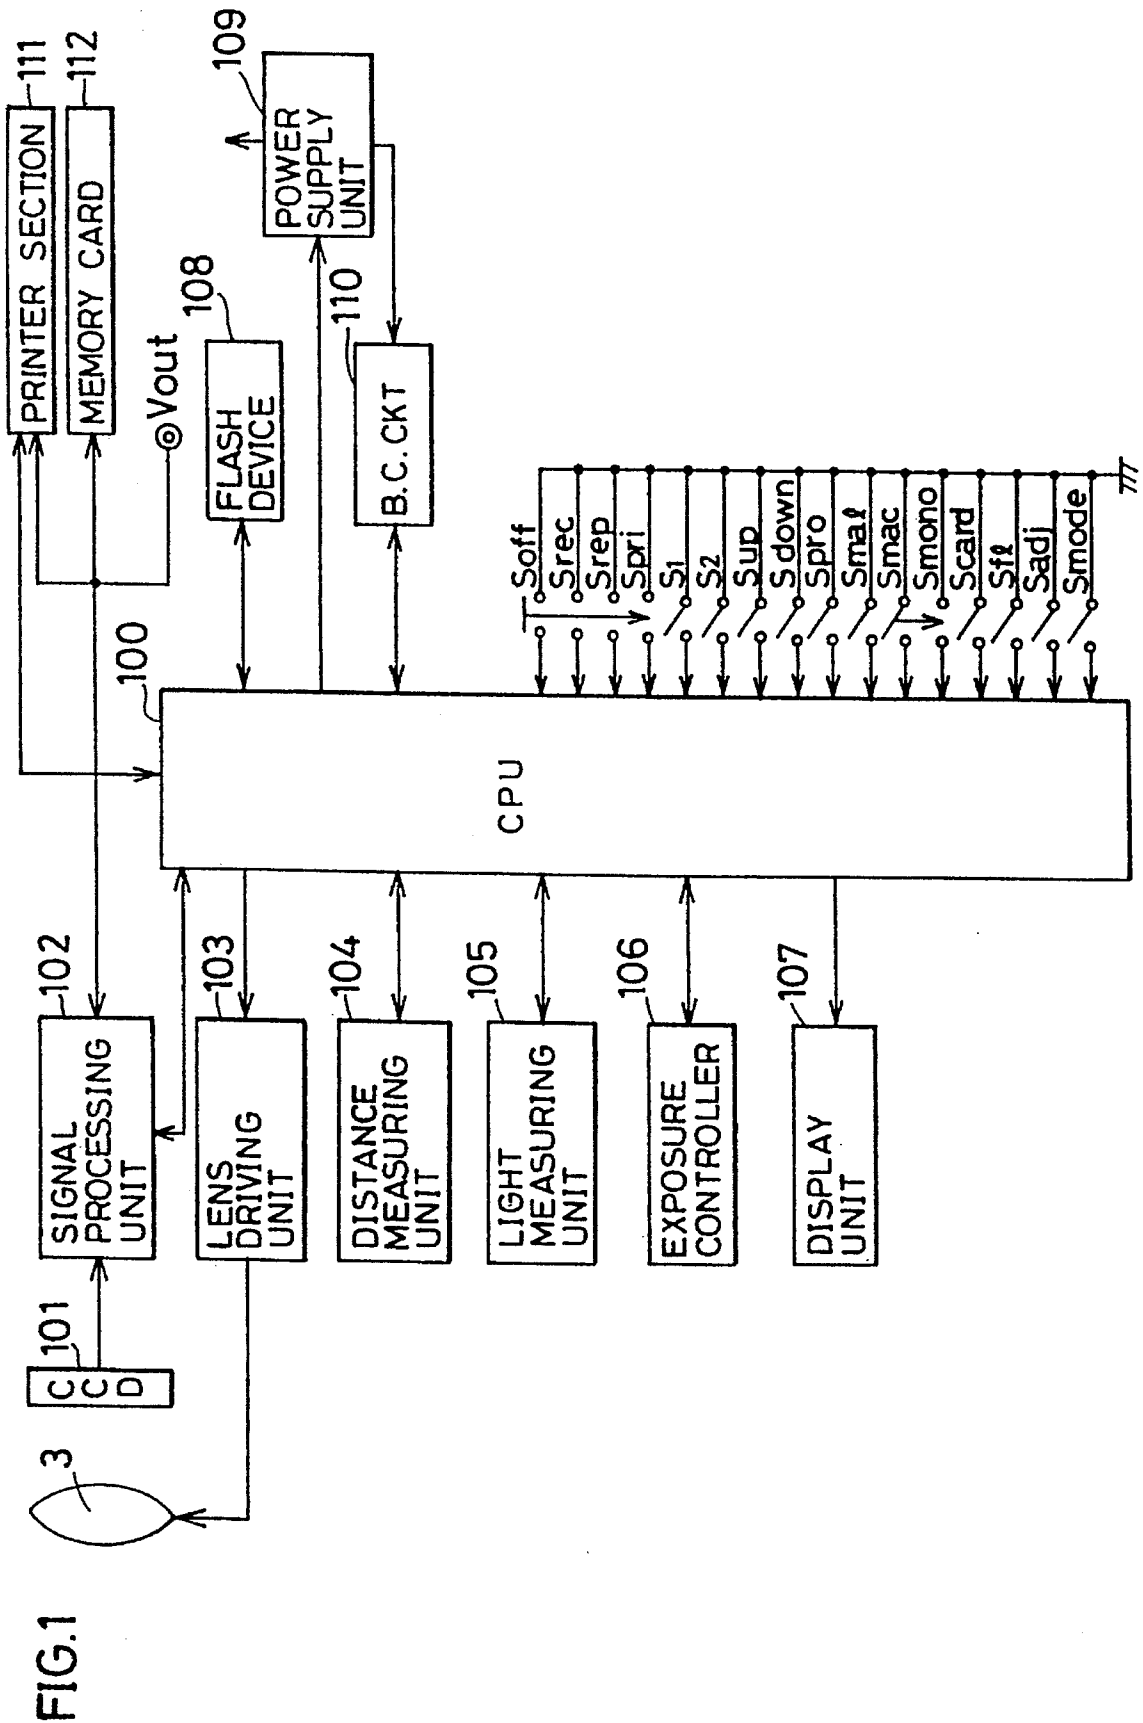 FIG.1
3
101
CCD
102
SIGNAL
PROCESSING
UNIT
103
LENS
DRIVING
UNIT
104
DISTANCE
MEASURING
UNIT
105
LIGHT
MEASURING
UNIT
106
EXPOSURE
CONTROLLER
107
DISPLAY
UNIT
100
CPU
111
PRINTER SECTION
112
MEMORY CARD
Vout
108
FLASH
DEVICE
109
POWER
SUPPLY
UNIT
110
B.C.CKT
Soff
Srec
Srep
Spri
S1
S2
Sup
Sdown
Spro
Smaℓ
Smac
Smono
Scard
Sfℓ
Sadj
Smode